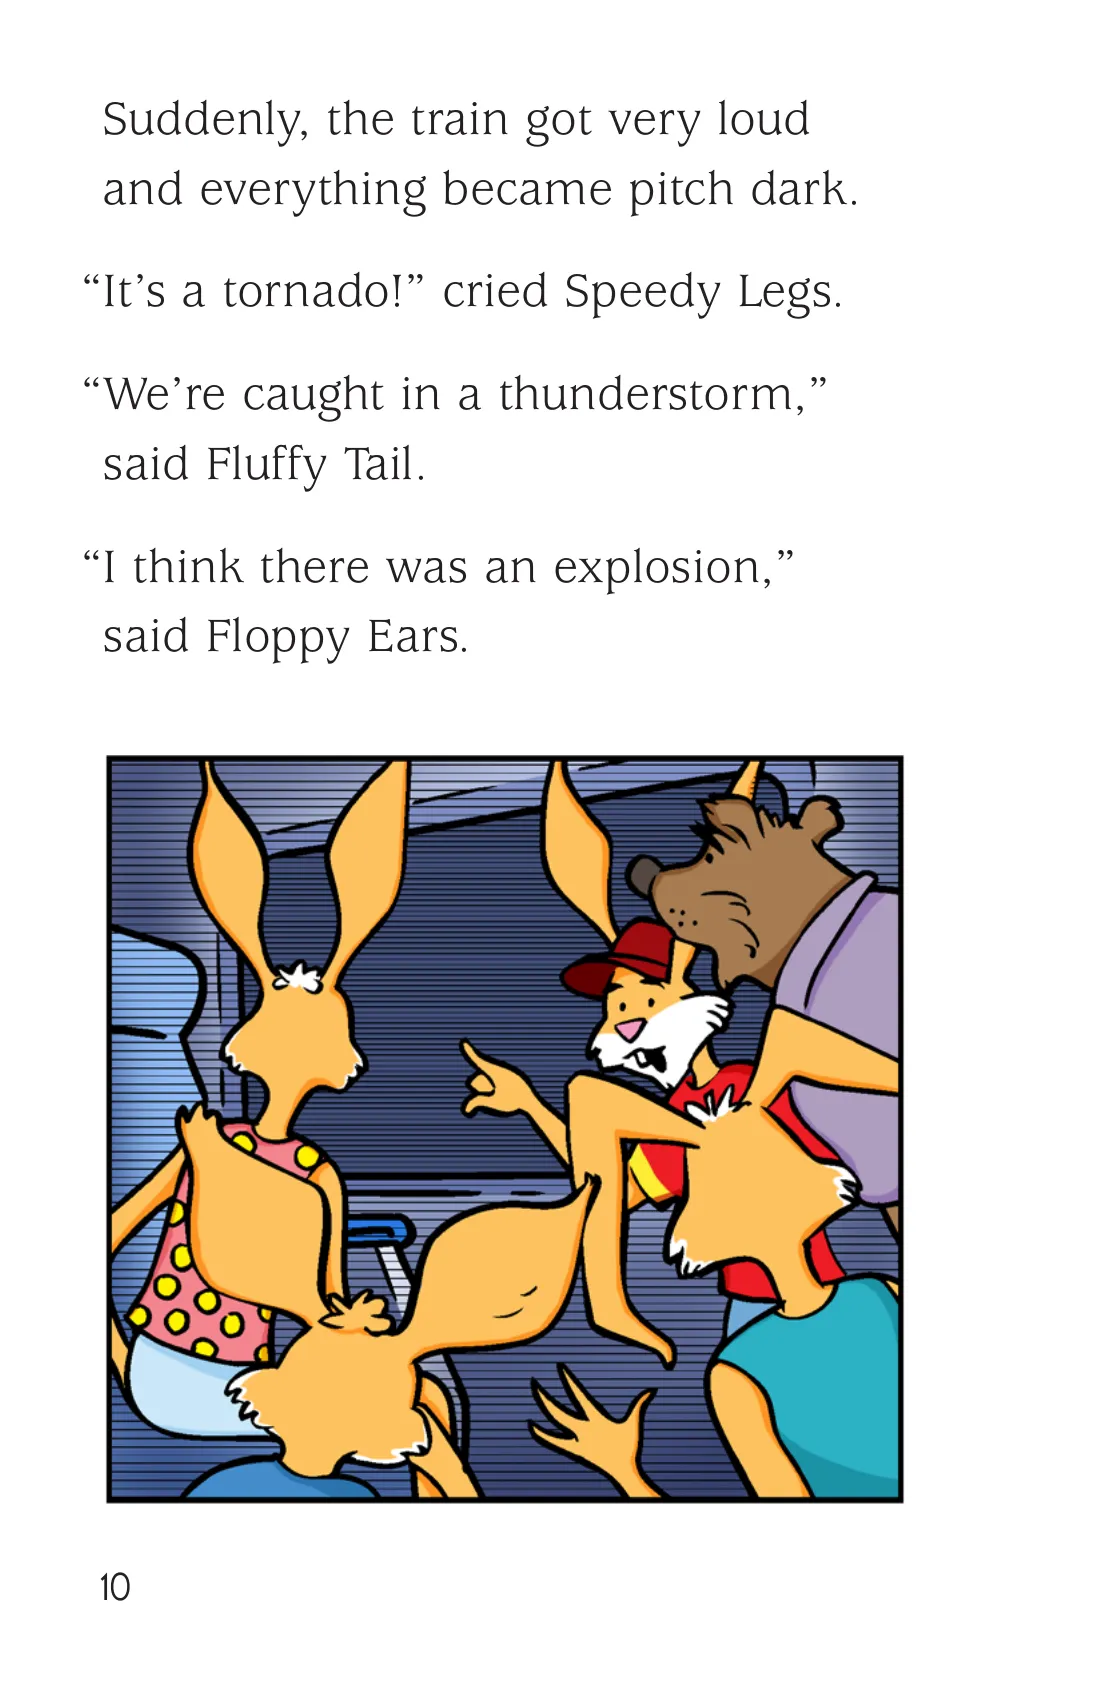 Suddenly, the train got very loud
and everything became pitch dark.
“It’s a tornado!” cried Speedy Legs.
“We’re caught in a thunderstorm,”
said Fluffy Tail.
“I think there was an explosion,”
said Floppy Ears.
10